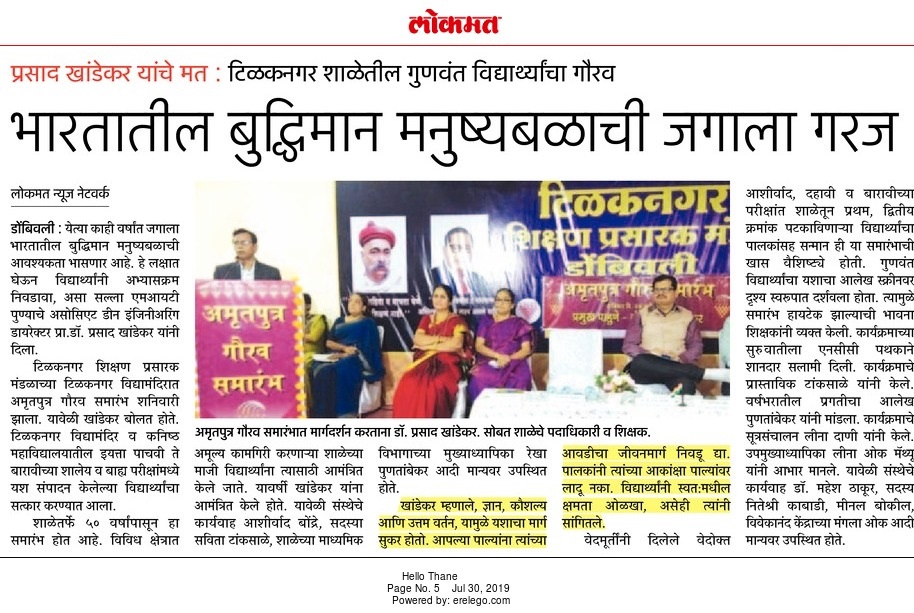 लोकमत
प्रसाद खांडेकर यांचे मत : टिळकनगर शाळेतील गुणवंत विद्यार्थ्यांचा गौरव
भारतातील बुद्धिमान मनुष्यबळाची जगाला गरज
लोकमत न्यूज नेटवर्क
डोंबिवली : येत्या काही वर्षांत जगाला
भारतातील बुद्धिमान मनुष्यबळाची
आवश्यकता भासणार आहे. हे लक्षात
घेऊन विद्यार्थ्यांनी अभ्यासक्रम
निवडावा, असा सल्ला एमआयटी
पुण्याचे असोसिएट डीन इंजिनीअरिंग
डायरेक्टर प्रा.डॉ. प्रसाद खांडेकर यांनी
दिला.
टिळकनगर शिक्षण प्रसारक
मंडळाच्या टिळकनगर विद्यामंदिरात
अमृतपुत्र गौरव समारंभ शनिवारी
झाला. यावेळी खांडेकर बोलत होते.
टिळकनगर विद्यामंदिर व कनिष्ठ
महाविद्यालयातील इयत्ता पाचवी ते
बारावीच्या शालेय व बाह्य परीक्षांमध्ये
यश संपादन केलेल्या विद्यार्थ्यांचा
सत्कार करण्यात आला.
शाळेतर्फे ५० वर्षांपासून हा
समारंभ होत आहे. विविध क्षेत्रात
टिळकनगर
शिक्षण प्रसारक मं
डोंबिवली
अमृतपुत्र गौरव समारंभ
अमृतपुत्र
गौरव
समारंभ
अमृतपुत्र गौरव समारंभात मार्गदर्शन करताना डॉ. प्रसाद खांडेकर. सोबत शाळेचे पदाधिकारी व शिक्षक.
अमूल्य कामगिरी करणाऱ्या शाळेच्या
माजी विद्यार्थ्यांना त्यासाठी आमंत्रित
केले जाते. यावर्षी खांडेकर यांना
आमंत्रित केले होते. यावेळी संस्थेचे
कार्यवाह आशीर्वाद बोंद्रे, सदस्या
सविता टांकसाळे, शाळेच्या माध्यमिक
विभागाच्या मुख्याध्यापिका रेखा
पुणतांबेकर आदी मान्यवर उपस्थित
होते.
खांडेकर म्हणाले, ज्ञान, कौशल्य
आणि उत्तम वर्तन, यामुळे यशाचा मार्ग
सुकर होतो. आपल्या पाल्यांना त्यांच्या
आवडीचा जीवनमार्ग निवडू द्या.
पालकांनी त्यांच्या आकांक्षा पाल्यांवर
लादू नका. विद्यार्थ्यांनी स्वत:मधील
क्षमता ओळखा, असेही त्यांनी
सांगितले.
वेदमूर्तींनी दिलेले वेदोक्त
आशीर्वाद, दहावी व बारावीच्या
परीक्षांत शाळेतून प्रथम, द्वितीय
क्रमांक पटकाविणाऱ्या विद्यार्थ्यांचा
पालकांसह सन्मान ही या समारंभाची
खास वैशिष्ट्ये होती. गुणवंत
विद्यार्थ्यांचा यशाचा आलेख स्क्रीनवर
दृश्य स्वरुपात दर्शवला होता. त्यामुळे
समारंभ हायटेक झाल्याची भावना
शिक्षकांनी व्यक्त केली. कार्यक्रमाच्या
सुरुवातीला एनसीसी पथकाने
शानदार सलामी दिली. कार्यक्रमाचे
प्रास्ताविक टांकसाळे यांनी केले.
वर्षभरातील प्रगतीचा आलेख
पुणतांबेकर यांनी मांडला. कार्यक्रमाचे
सूत्रसंचालन लीना दाणी यांनी केले.
उपमुख्याध्यापिका लीना ओक मॅथ्यू
यांनी आभार मानले. यावेळी संस्थेचे
कार्यवाह डॉ. महेश ठाकूर, सदस्य
नितेश्री काबाडी, मीनल बोकील,
विवेकानंद केंद्राच्या मंगला ओक आदी
मान्यवर उपस्थित होते.
Hello Thane
Page No. 5 Jul 30, 2019
Powered by: erelego.com